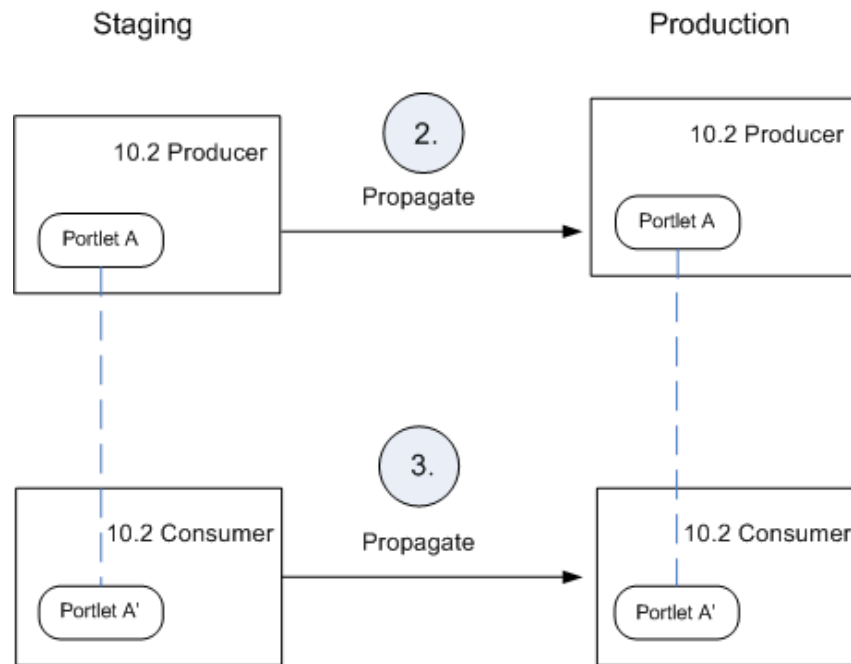 Staging
Production
2.
10.2 Producer
10.2 Producer
Propagate
Portlet A
Portlet A
3.
10.2 Consumer
Propagate
10.2 Consumer
Portlet A'
Portlet A'